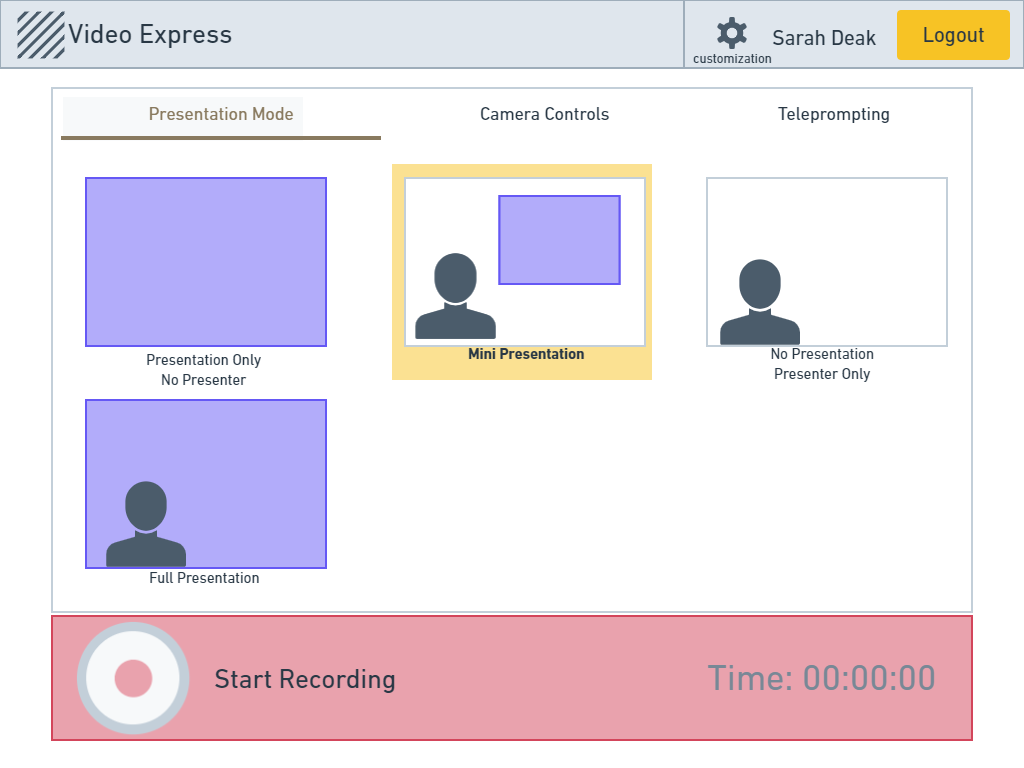 Video Express
customization
Sarah Deak
Logout
Presentation Mode
Camera Controls
Teleprompting
Presentation Only
No Presenter
Mini Presentation
No Presentation
Presenter Only
Full Presentation
Start Recording
Time: 00:00:00